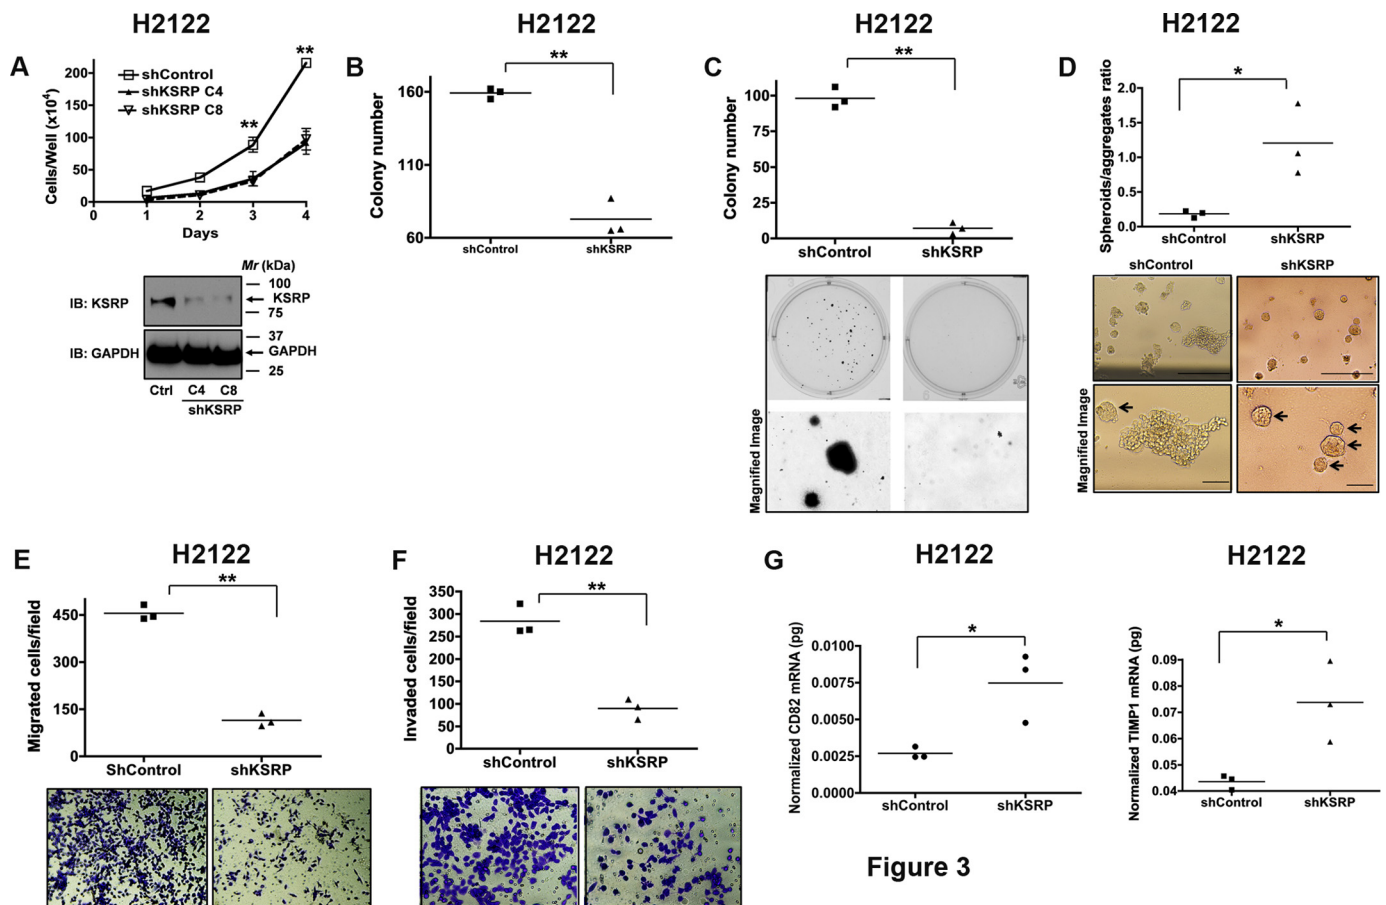 H2122
A
shControl
shKSRP C4
shKSRP C8
**
**
Cells/Well (x10⁴)
200
150
100
50
0
0 1 2 3 4
Days
Mr (kDa)
IB: KSRP
100
KSRP
75
IB: GAPDH
37
GAPDH
25
Ctrl C4 C8
shKSRP
H2122
B
**
Colony number
160
110
60
shControl shKSRP
H2122
C
**
Colony number
100
75
50
25
0
shControl shKSRP
Magnified Image
H2122
D
*
Spheroids/aggregates ratio
2.0
1.5
1.0
0.5
0.0
shControl shKSRP
shControl shKSRP
Magnified Image
H2122
E
**
Migrated cells/field
450
300
150
0
ShControl shKSRP
H2122
F
**
Invaded cells/field
350
300
250
200
150
100
50
0
shControl shKSRP
H2122
G
*
Normalized CD82 mRNA (pg)
0.0100
0.0075
0.0050
0.0025
0.0000
shControl shKSRP
H2122
*
Normalized TIMP1 mRNA (pg)
0.09
0.08
0.07
0.06
0.05
0.04
shControl shKSRP
Figure 3